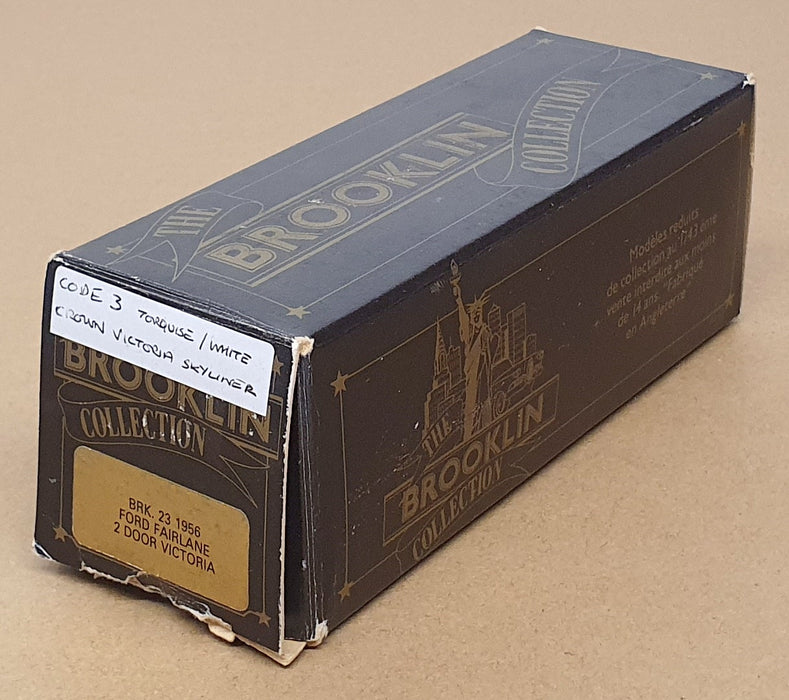 THE
BROOKLIN
COLLECTION
CODE 3 TORQUISE / WHITE
CROWN VICTORIA SKYLINER
BROOKLIN
COLLECTION
BRK. 23 1956
FORD FAIRLANE
2 DOOR VICTORIA
THE
BROOKLIN
COLLECTION
Modèles reduits
de collection au 1/43 ème
vente interdite aux moins
de 14 ans. "Fabriqué
en Angleterre"